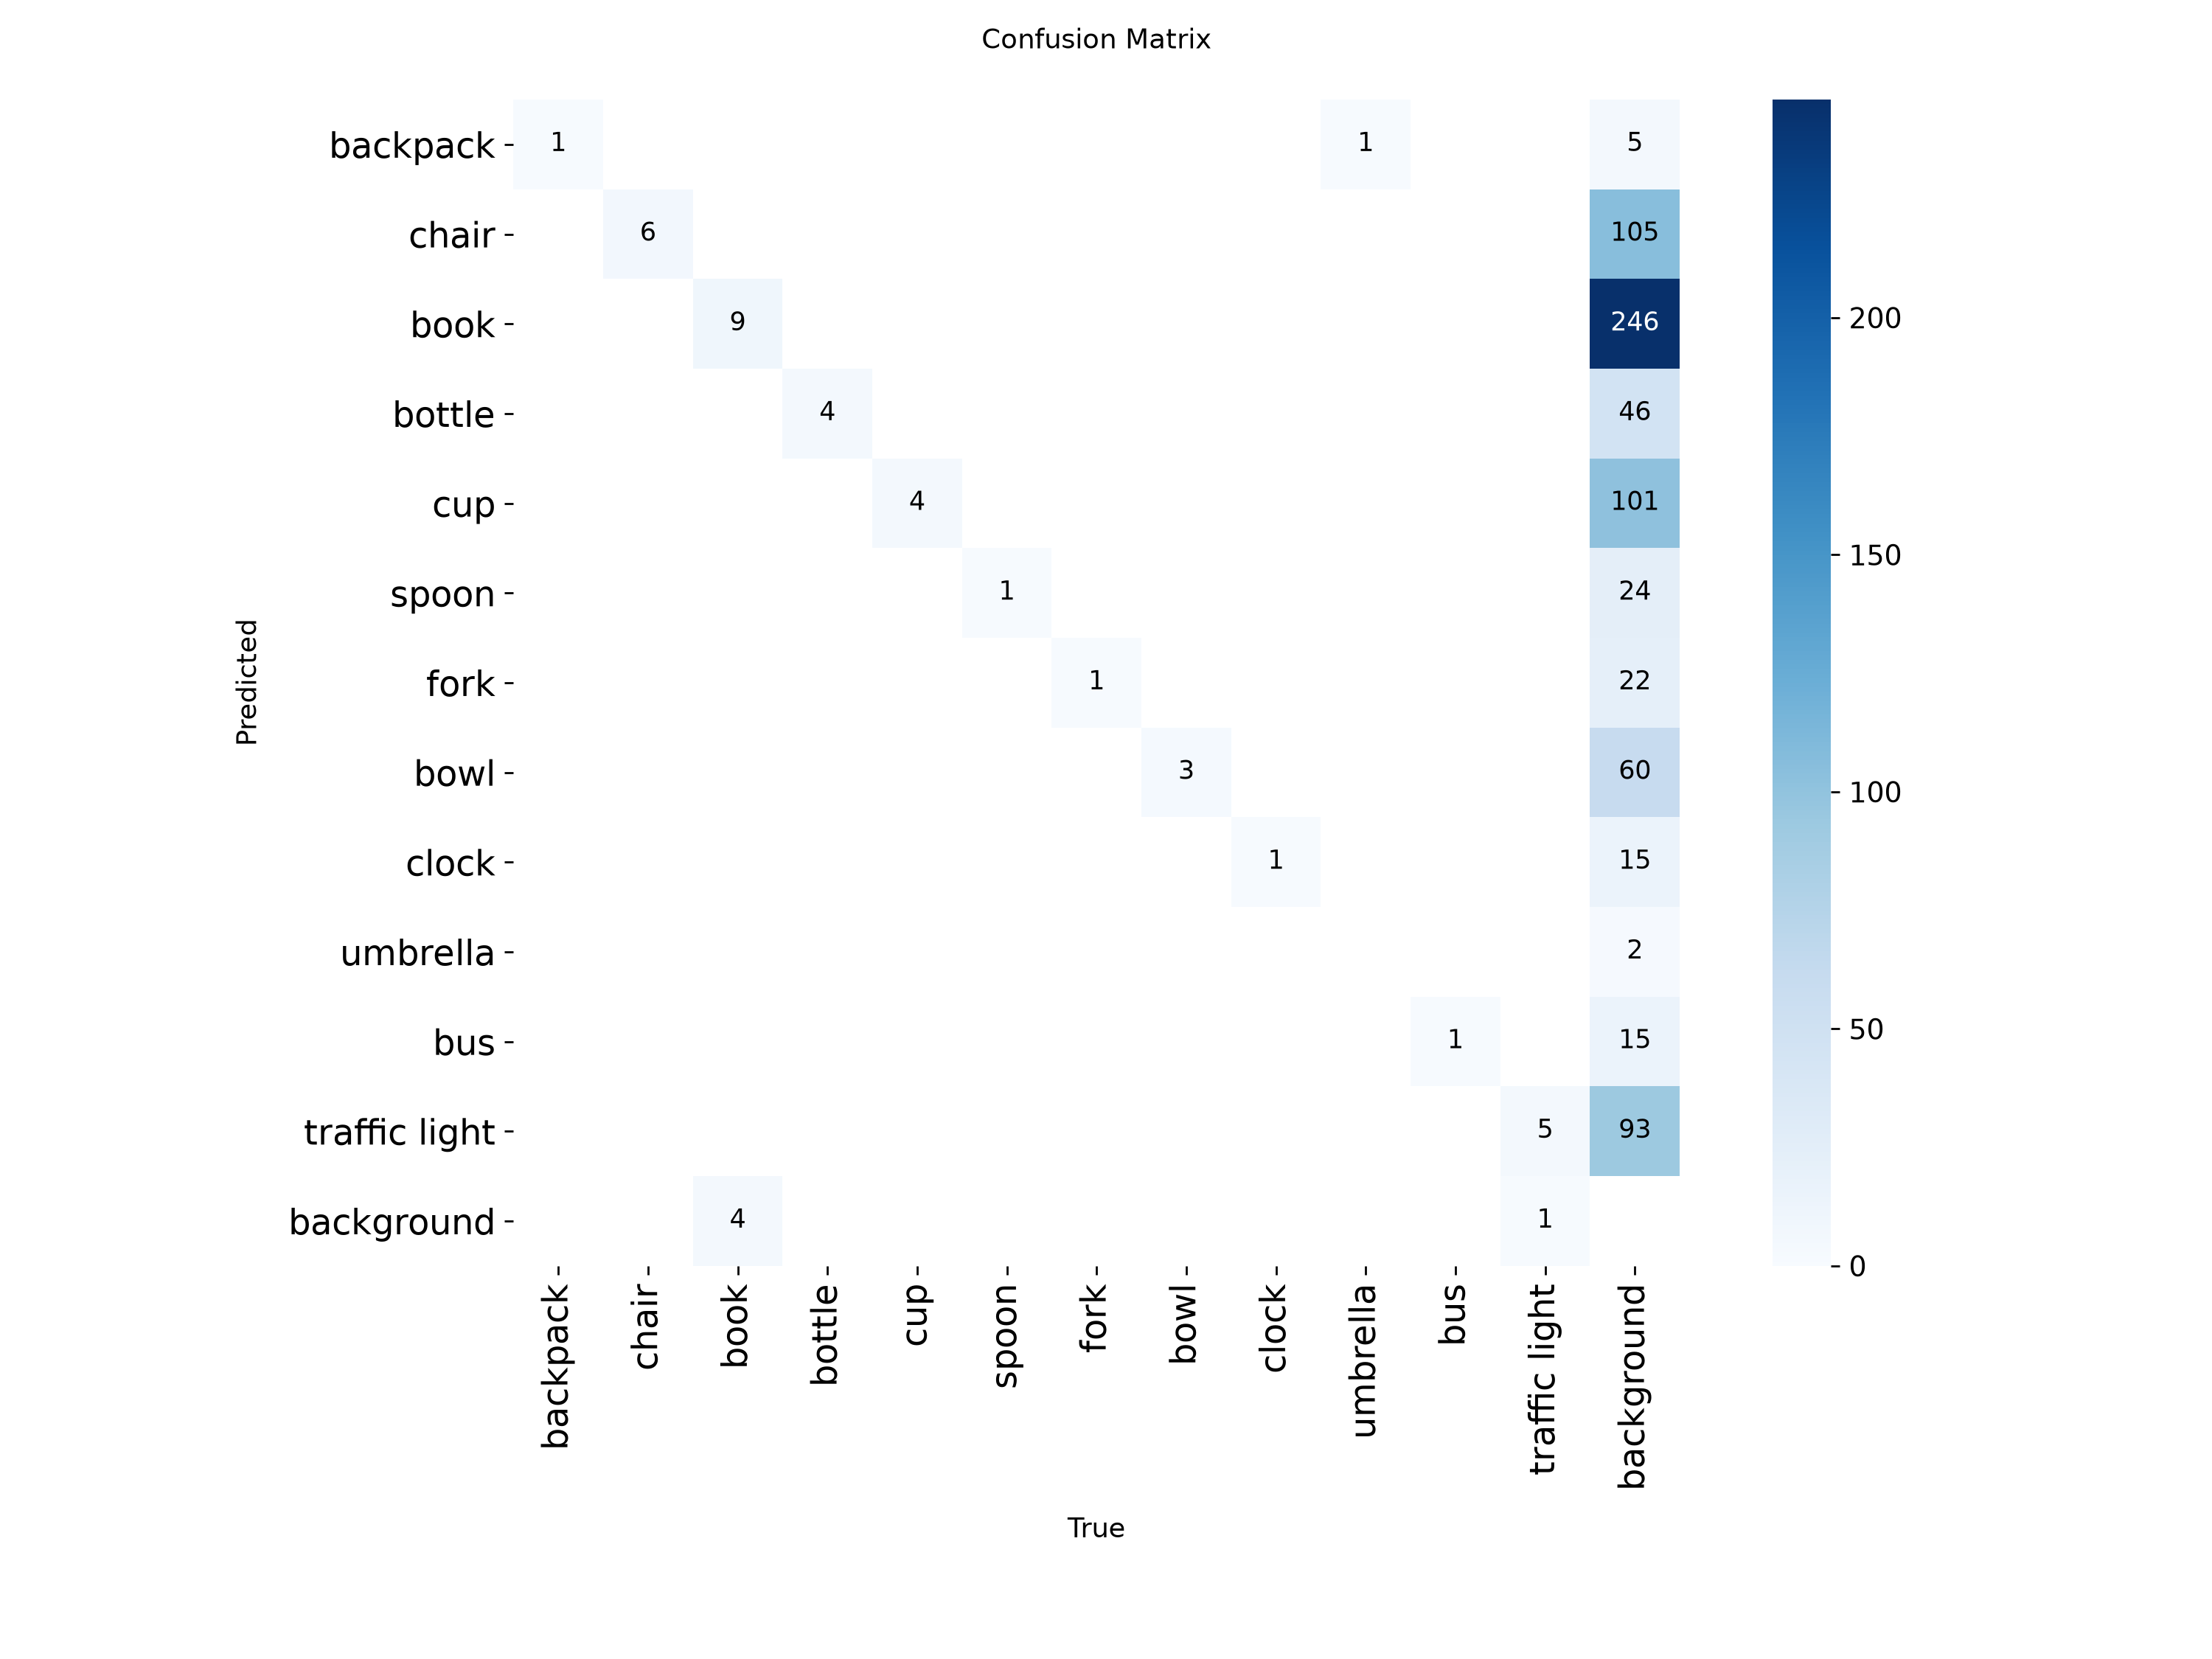 Confusion Matrix
backpack 1 1 5
chair 6 105
book 9 246
bottle 4 46
cup 4 101
spoon 1 24
fork 1 22
bowl 3 60
clock 1 15
umbrella 2
bus 1 15
traffic light 5 93
background 4 1
Predicted
backpack chair book bottle cup spoon fork bowl clock umbrella bus traffic light background
True
200
150
100
50
0